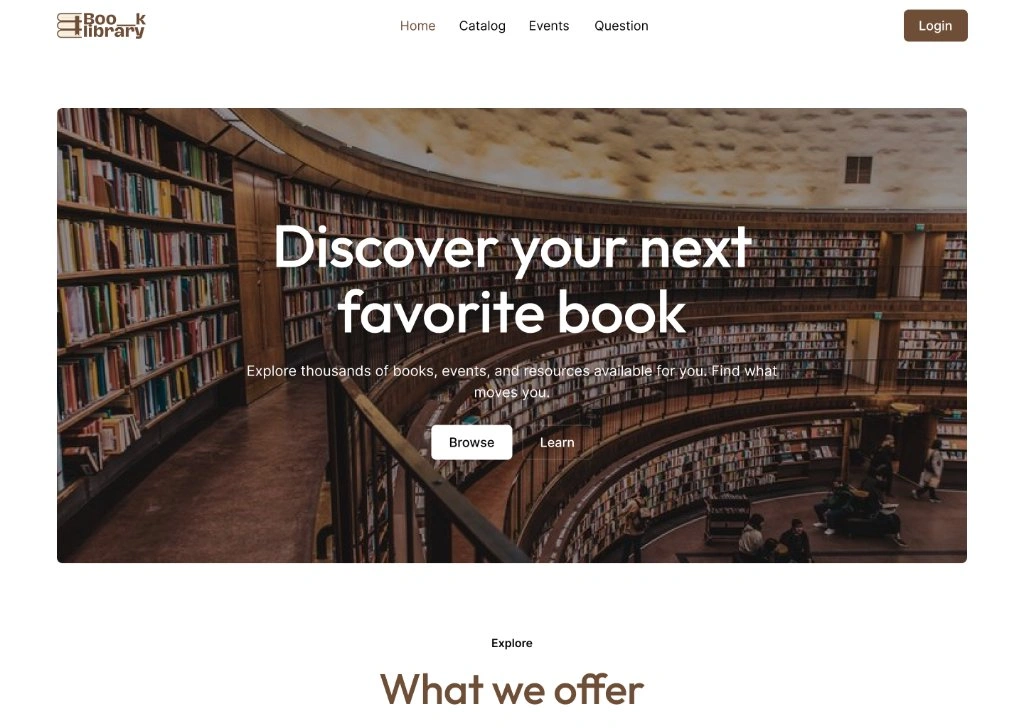 Boo__k
library
Home Catalog Events Question
Login
Discover your next
favorite book
Explore thousands of books, events, and resources available for you. Find what
moves you.
Browse Learn
Explore
What we offer